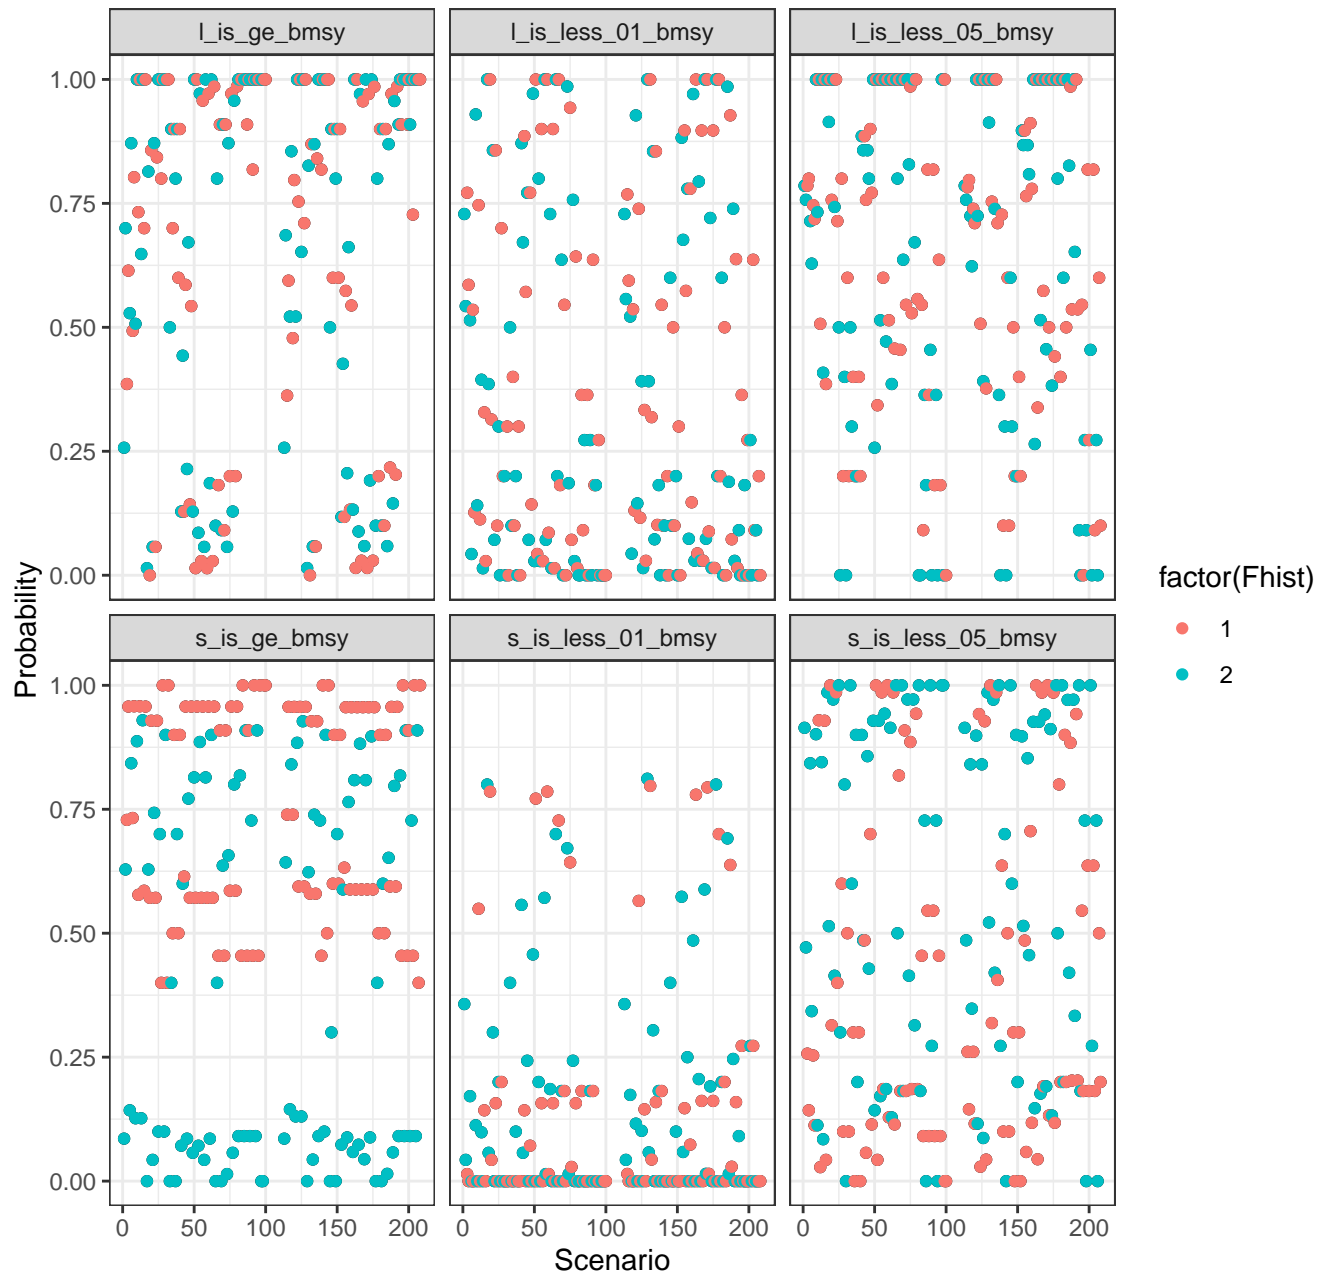 l_is_ge_bmsy l_is_less_01_bmsy l_is_less_05_bmsy
1.00
0.75
0.50
0.25
0.00
s_is_ge_bmsy s_is_less_01_bmsy s_is_less_05_bmsy
1.00
0.75
0.50
0.25
0.00
0 50 100 150 200 0 50 100 150 200 0 50 100 150 200
Scenario
Probability
factor(Fhist)
1
2